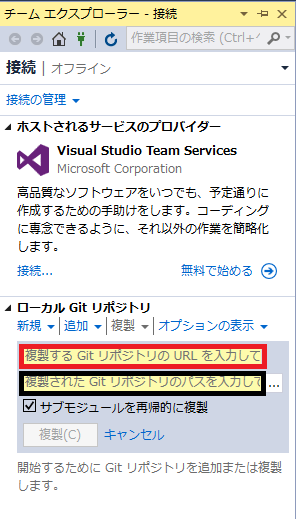 チーム エクスプローラー - 接続
作業項目の検索 (Ctrl+
接続 | オフライン
接続の管理
ホストされるサービスのプロバイダー
Visual Studio Team Services
Microsoft Corporation
高品質なソフトウェアをいつでも、予定通りに
作成するための手助けをします。コーディング
に専念できるように、それ以外の作業を簡略化
します。
接続... 無料で始める
ローカル Git リポジトリ
新規 | 追加 | 複製 | オプションの表示
複製する Git リポジトリの URL を入力して
複製された Git リポジトリのパスを入力して ...
サブモジュールを再帰的に複製
複製(C) キャンセル
開始するために Git リポジトリを追加または複製
します。